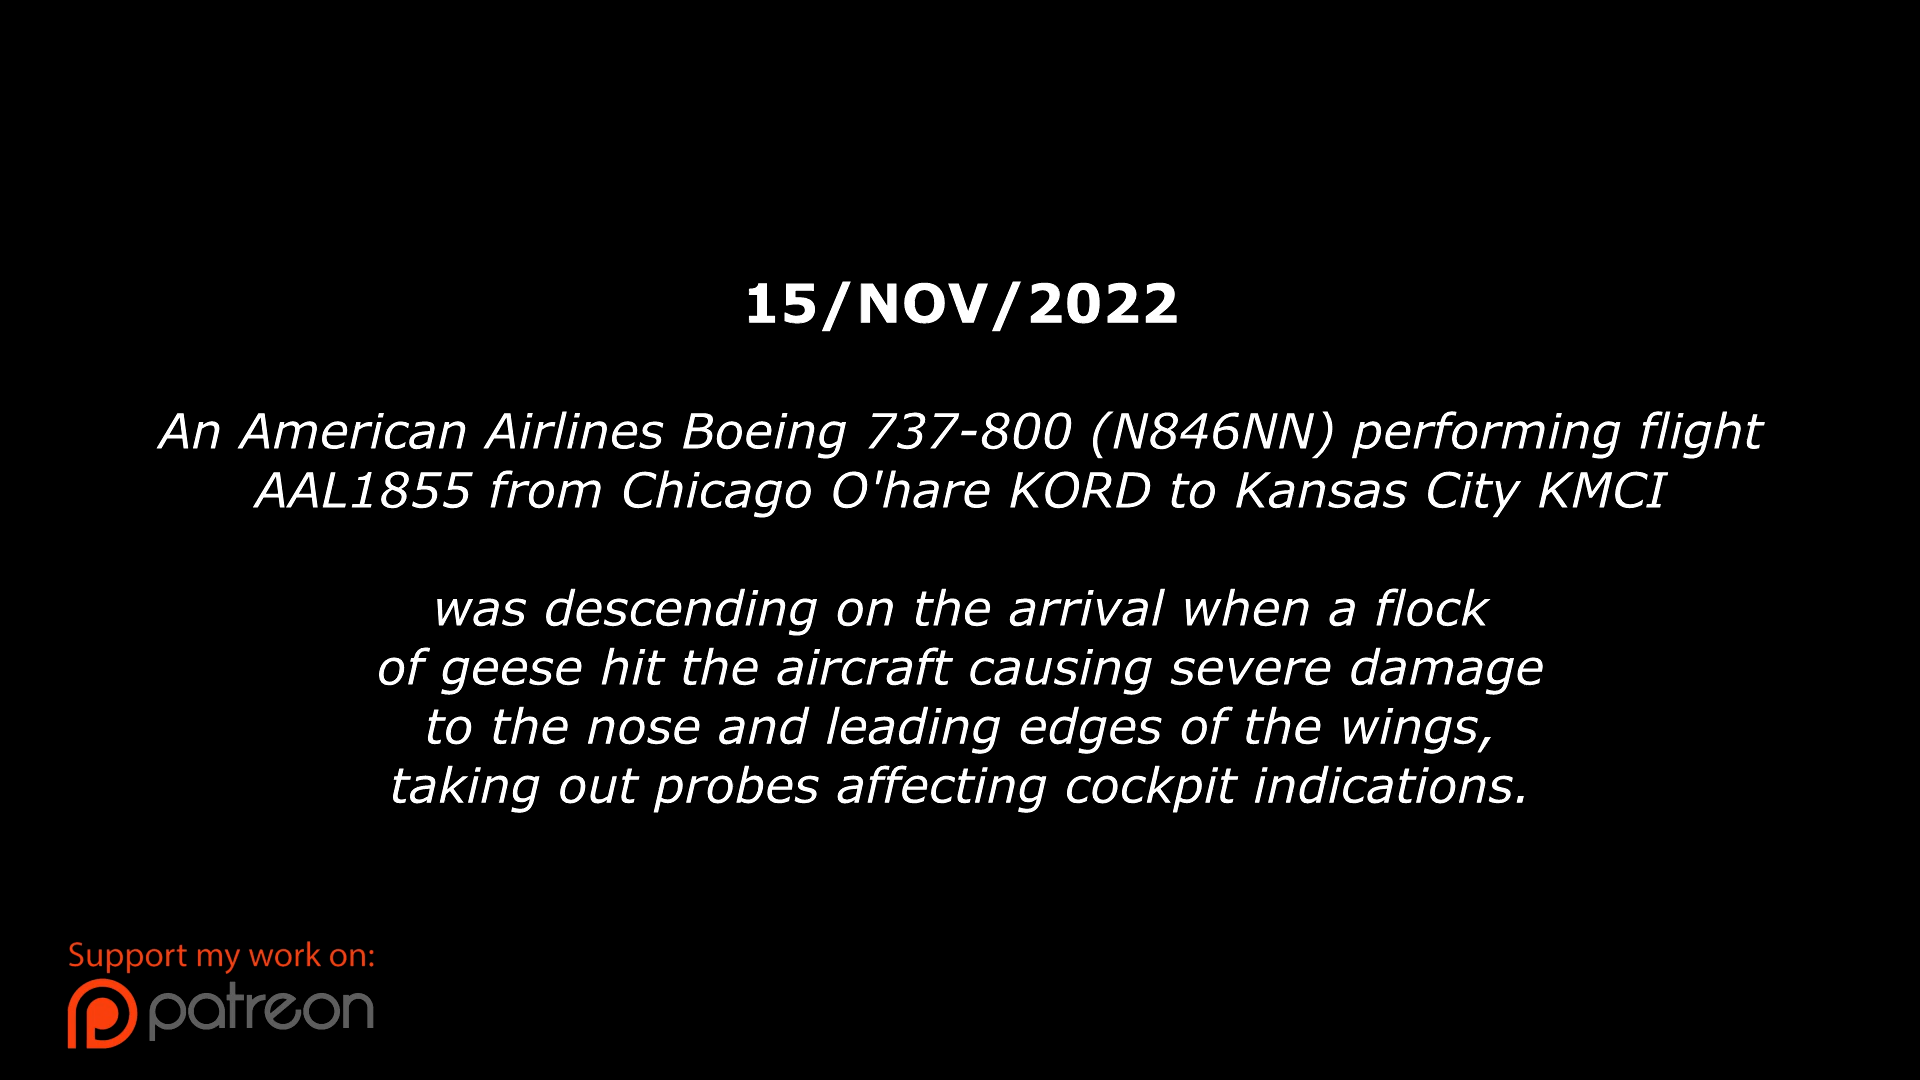 15/NOV/2022
An American Airlines Boeing 737-800 (N846NN) performing flight
AAL1855 from Chicago O'hare KORD to Kansas City KMCI
was descending on the arrival when a flock
of geese hit the aircraft causing severe damage
to the nose and leading edges of the wings,
taking out probes affecting cockpit indications.
Support my work on:
patreon